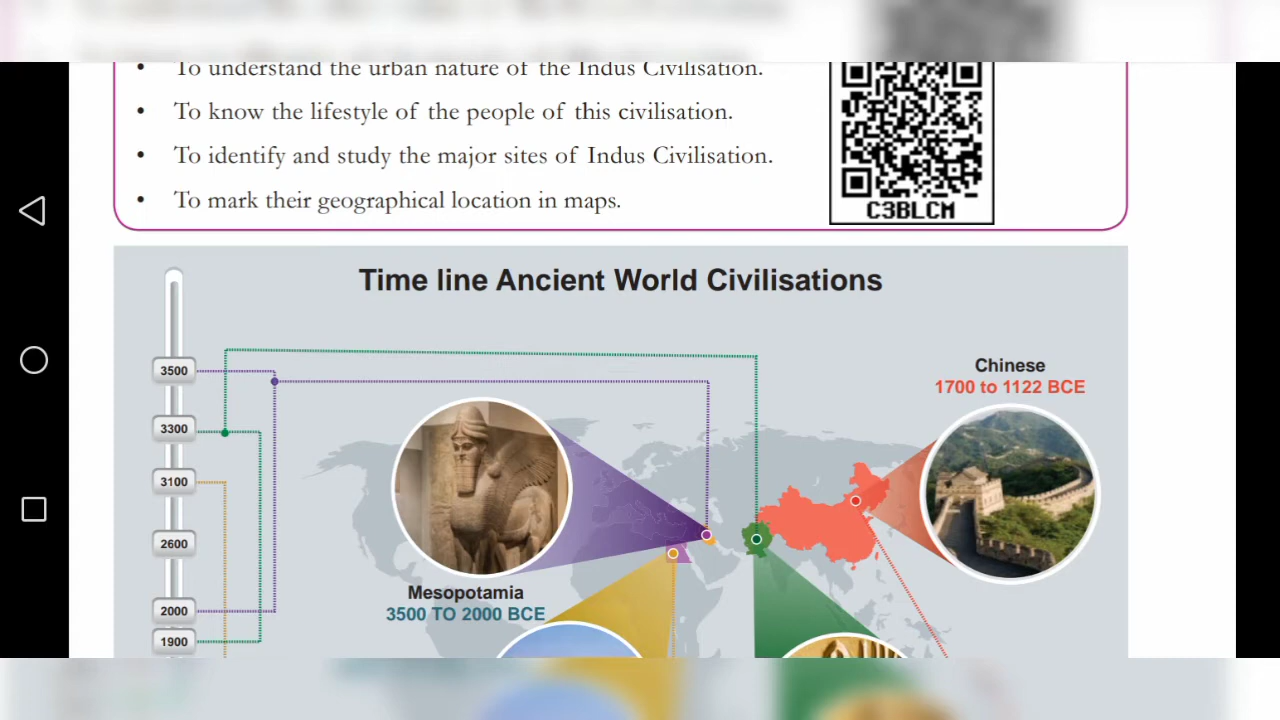 • To understand the urban nature of the Indus Civilisation.
• To know the lifestyle of the people of this civilisation.
• To identify and study the major sites of Indus Civilisation.
• To mark their geographical location in maps.
C3BLCM
Time line Ancient World Civilisations
3500
3300
3100
2600
2000
1900
Chinese
1700 to 1122 BCE
Mesopotamia
3500 TO 2000 BCE